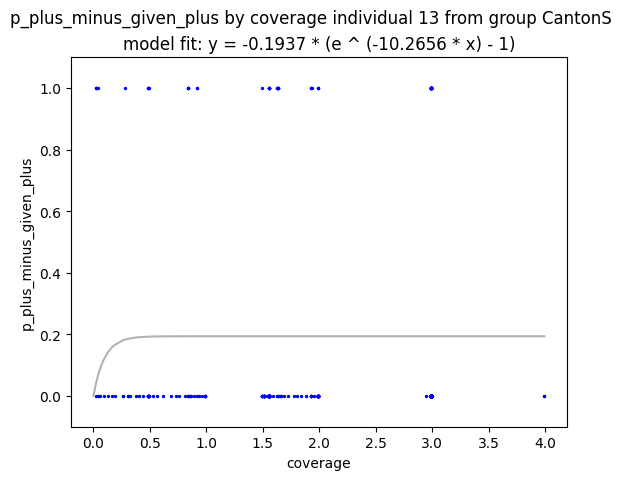 p_plus_minus_given_plus by coverage individual 13 from group CantonS
model fit: y = -0.1937 * (e ^ (-10.2656 * x) - 1)
1.0
0.8
0.6
0.4
0.2
0.0
p_plus_minus_given_plus
0.0 0.5 1.0 1.5 2.0 2.5 3.0 3.5 4.0
coverage